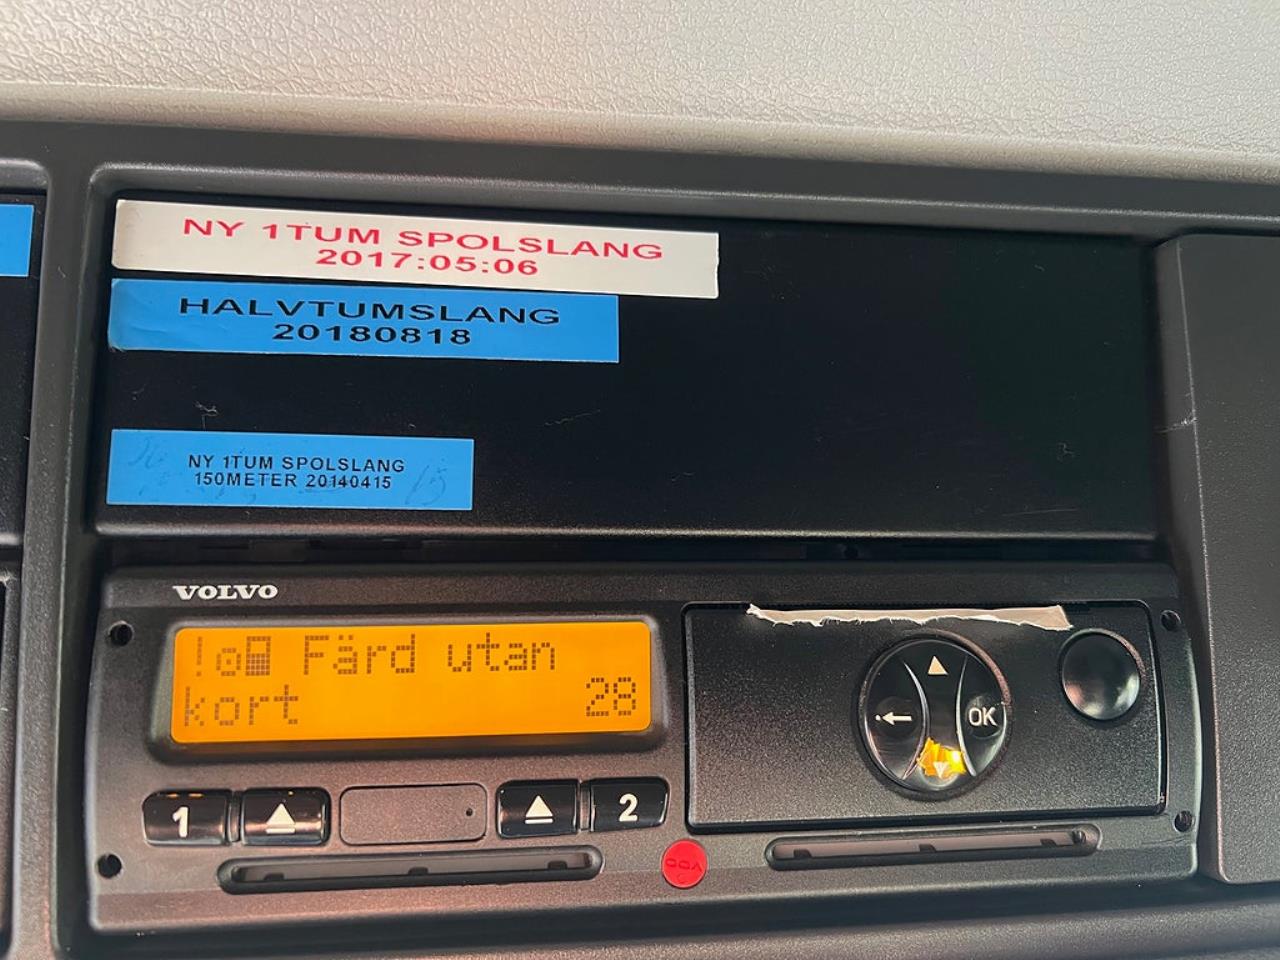 NY 1TUM SPOLSLANG
2017:05:06
HALVTUMSLANG
20180818
NY 1TUM SPOLSLANG
150METER 20140415
VOLVO
! Färd utan
kort 28
OK
1
2
VDO